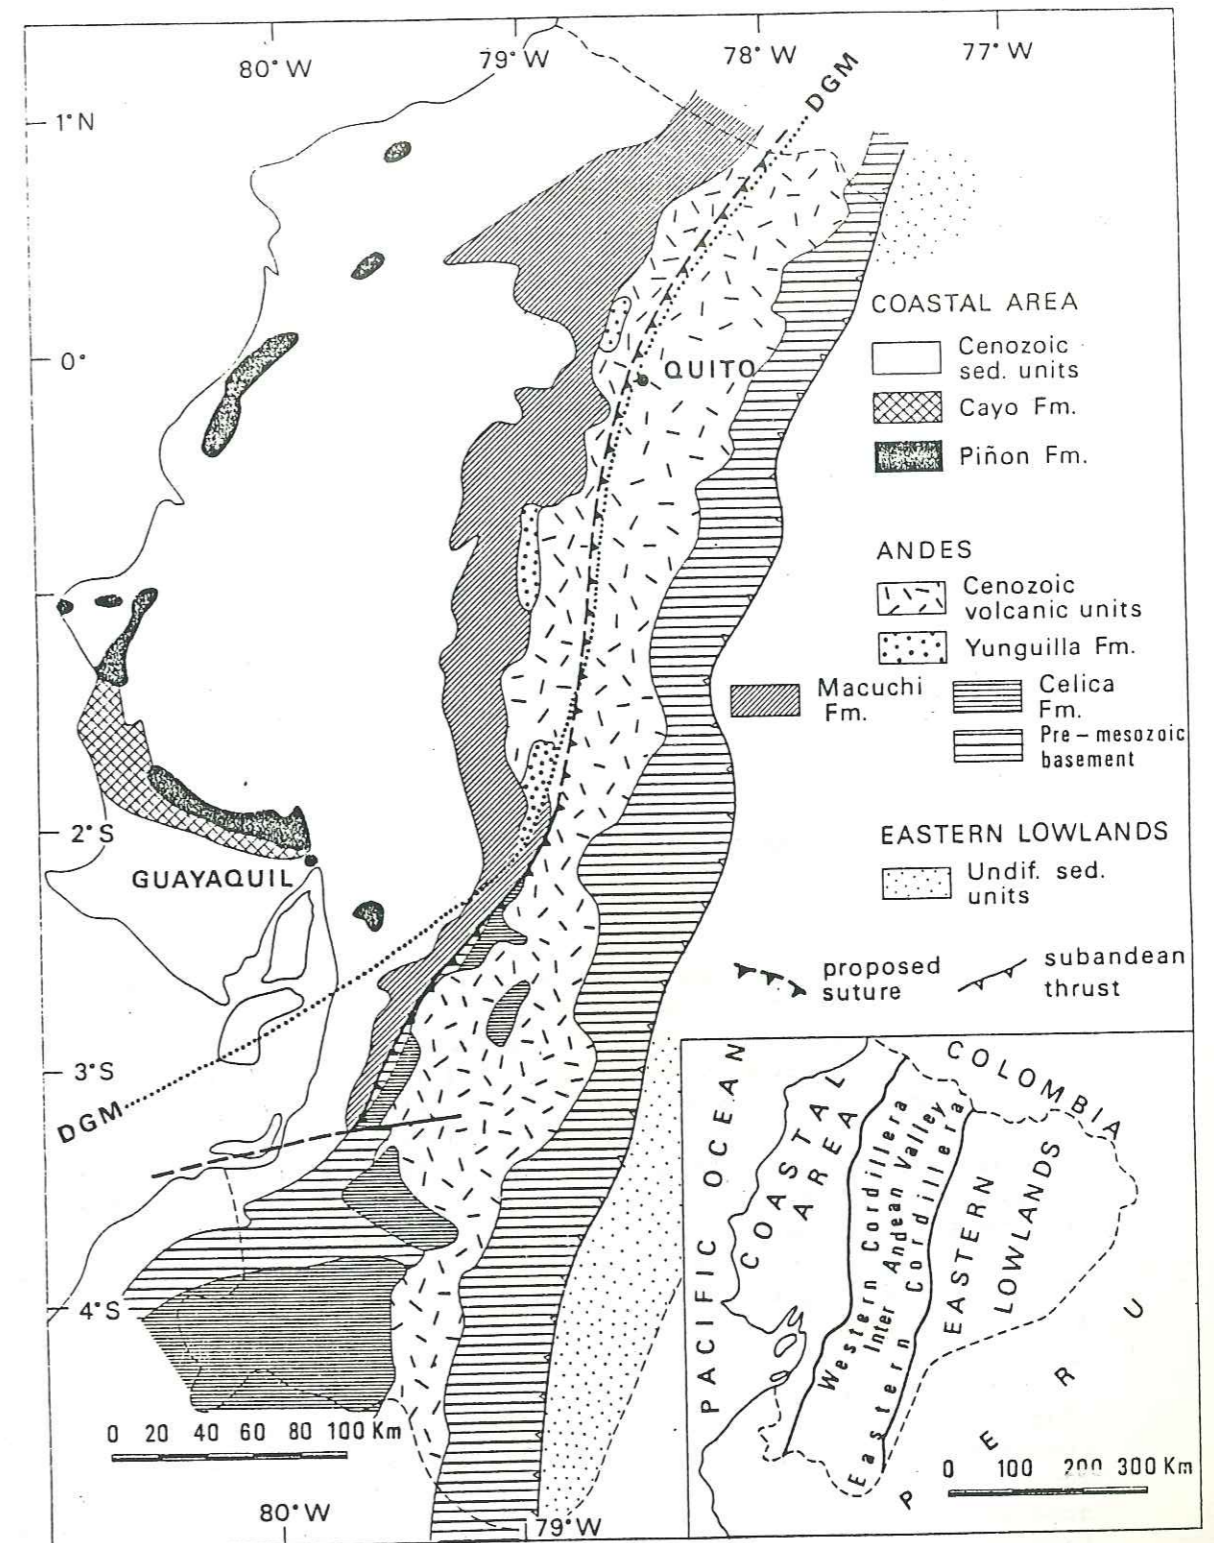 80°W
79°W
78°W
77°W
DGM
1°N
0°
QUITO
2°S
GUAYAQUIL
3°S
DGM
4°S
COASTAL AREA
Cenozoic
sed. units
Cayo Fm.
Piñon Fm.
ANDES
Cenozoic
volcanic units
Yunguilla Fm.
Macuchi
Fm.
Celica
Fm.
Pre-mesozoic
basement
EASTERN LOWLANDS
Undif. sed.
units
proposed
suture
subandean
thrust
0 20 40 60 80 100 Km
80°W
79°W
PACIFIC OCEAN
COASTAL
AREA
Western Cordillera
Inter Andean Valley
Eastern Cordillera
EASTERN
LOWLANDS
COLOMBIA
PERU
0 100 200 300 Km